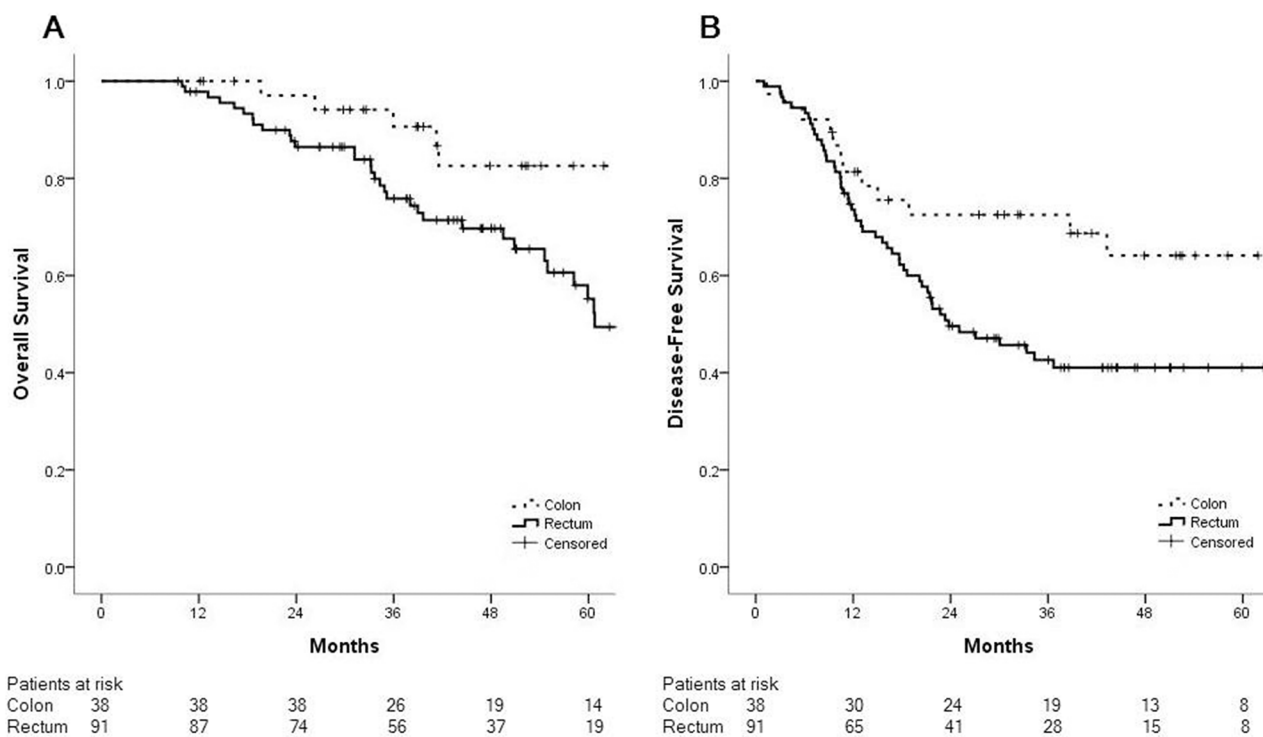 A
Overall Survival
1.0
0.8
0.6
0.4
0.2
0.0
Colon
Rectum
Censored
0 12 24 36 48 60
Months
Patients at risk
Colon 38 38 38 26 19 14
Rectum 91 87 74 56 37 19
B
Disease-Free Survival
1.0
0.8
0.6
0.4
0.2
0.0
Colon
Rectum
Censored
0 12 24 36 48 60
Months
Patients at risk
Colon 38 30 24 19 13 8
Rectum 91 65 41 28 15 8